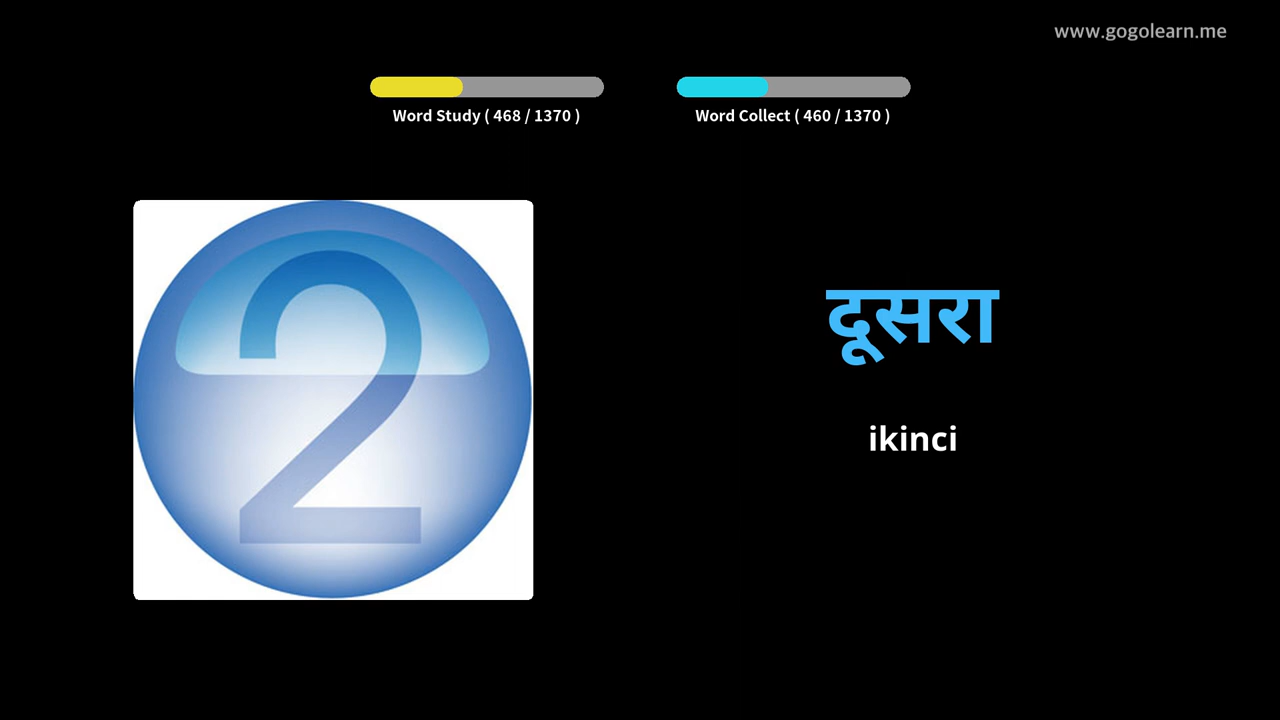 www.gogolearn.me
Word Study ( 468 / 1370 )
Word Collect ( 460 / 1370 )
2
दूसरा
ikinci